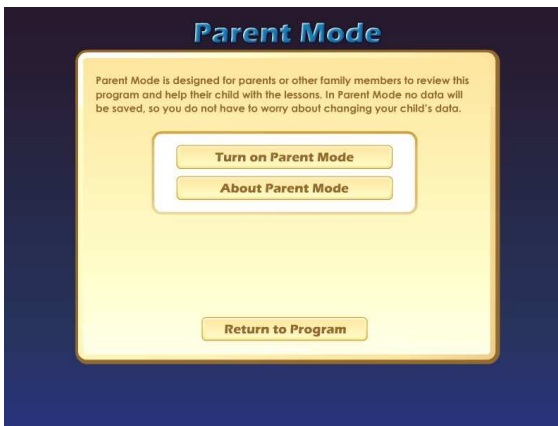 Parent Mode
Parent Mode is designed for parents or other family members to review this
program and help their child with the lessons. In Parent Mode no data will
be saved, so you do not have to worry about changing your child's data.
Turn on Parent Mode
About Parent Mode
Return to Program